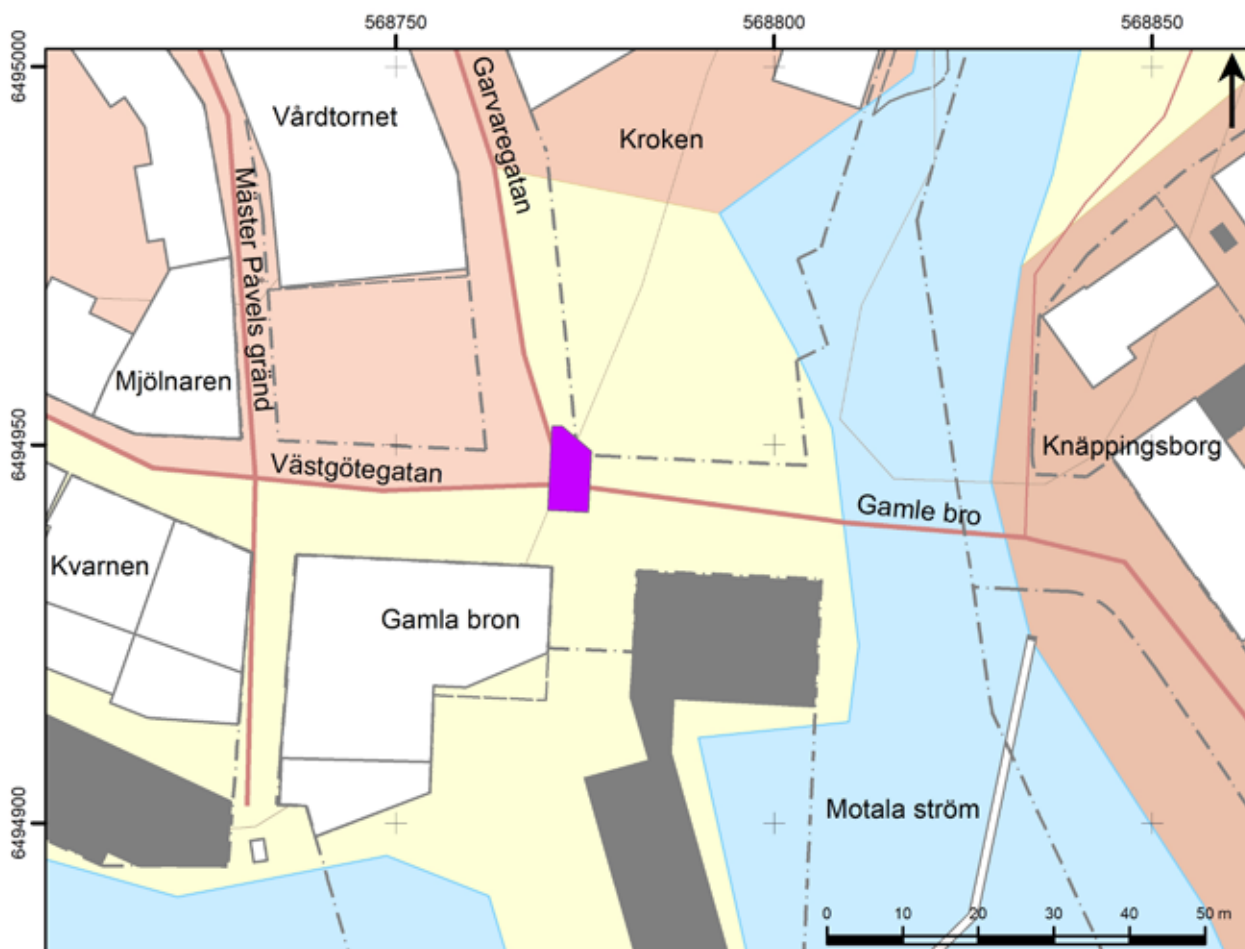 568750
568800
568850
6495000
6494950
6494900
Vårdtornet
Garvaregatan
Kroken
Mäster Påvels gränd
Mjölnaren
Västgötegatan
Knäppingsborg
Gamle bro
Kvarnen
Gamla bron
Motala ström
0 10 20 30 40 50 m